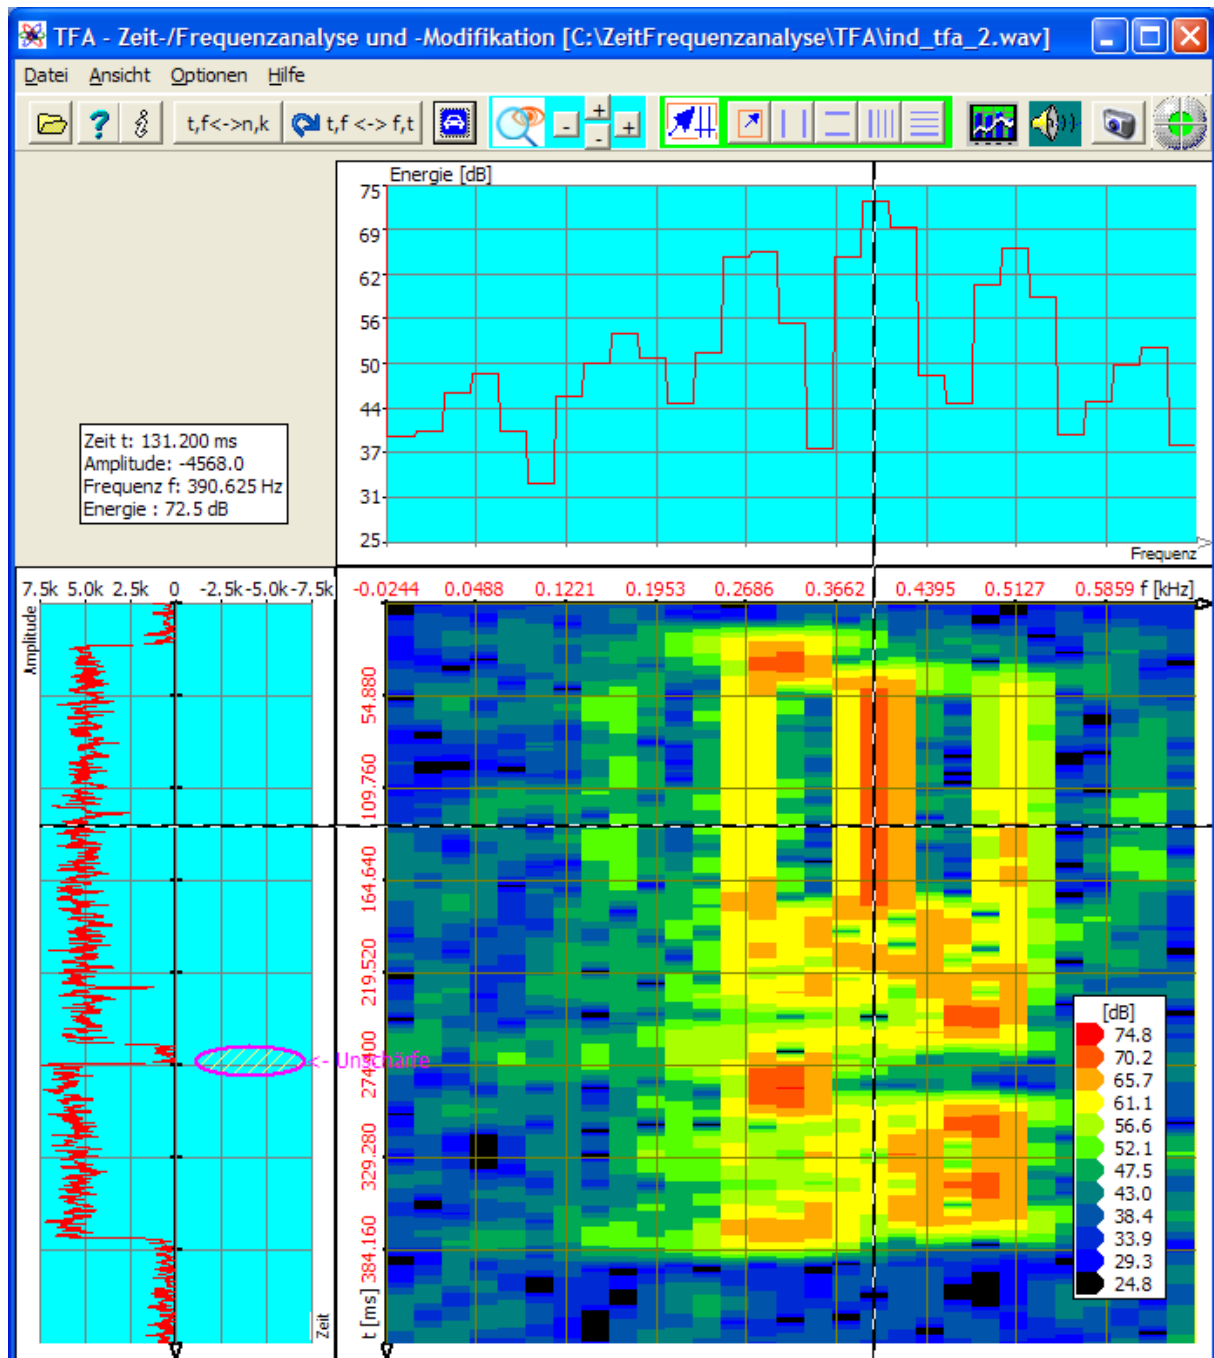 TFA - Zeit-/Frequenzanalyse und -Modifikation [C:\ZeitFrequenzanalyse\TFA\ind_tfa_2.wav]
Datei Ansicht Optionen Hilfe
t,f<->n,k t,f <-> f,t - + - +
Energie [dB]
75
69
62
56
50
44
37
31
25
Frequenz
Zeit t: 131.200 ms
Amplitude: -4568.0
Frequenz f: 390.625 Hz
Energie : 72.5 dB
7.5k 5.0k 2.5k 0 -2.5k -5.0k -7.5k
Amplitude
Zeit
<- Unschärfe
-0.0244 0.0488 0.1221 0.1953 0.2686 0.3662 0.4395 0.5127 0.5859 f [kHz]
54.880
109.760
164.640
219.520
274.400
329.280
384.160
t [ms]
[dB]
74.8
70.2
65.7
61.1
56.6
52.1
47.5
43.0
38.4
33.9
29.3
24.8